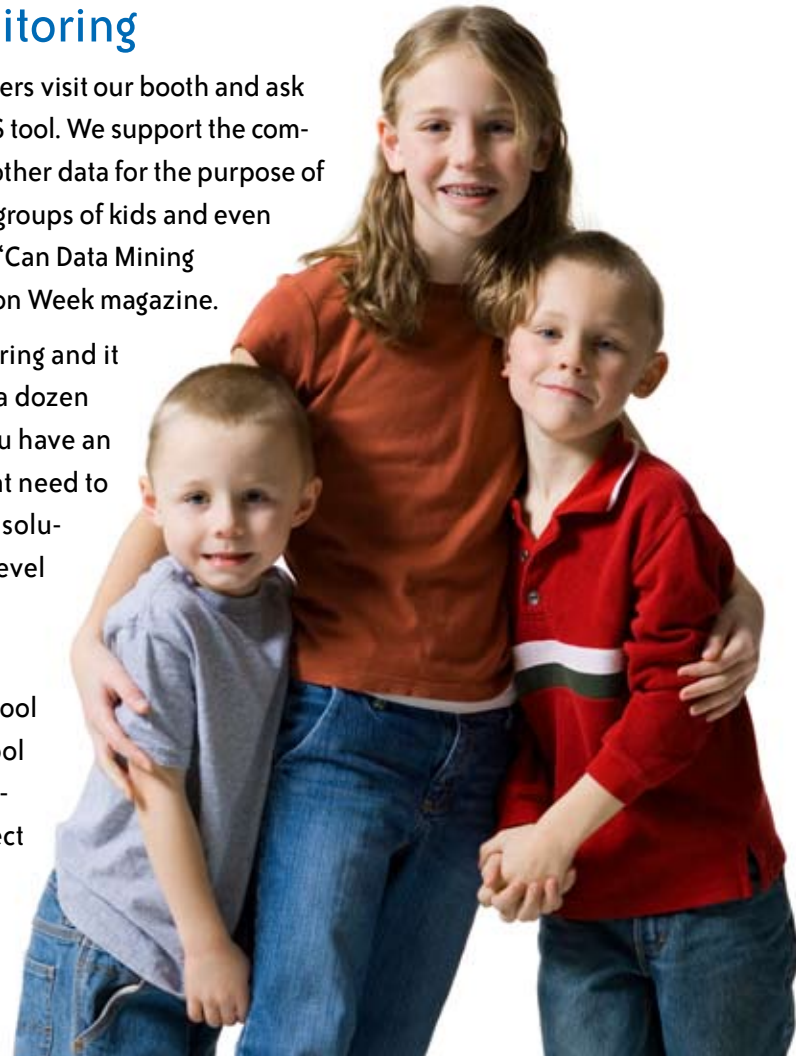 itoring
ers visit our booth and ask
S tool. We support the com-
other data for the purpose of
groups of kids and even
“Can Data Mining
on Week magazine.
ring and it
a dozen
u have an
at need to
solu-
evel
ool
ool
-
ect